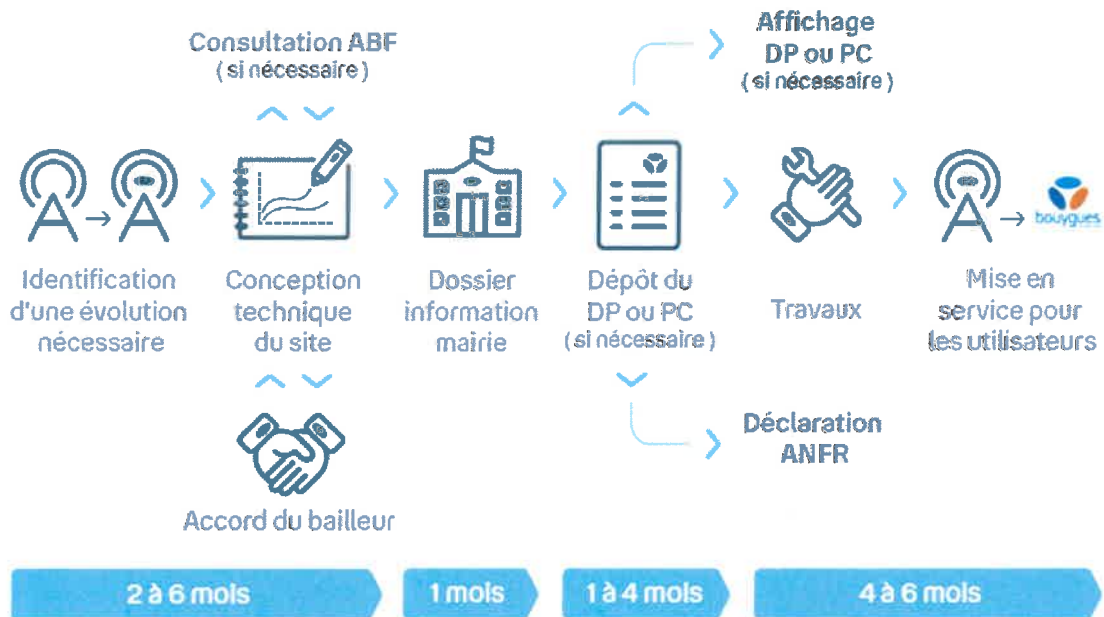 Consultation ABF
(si nécessaire)
Affichage
DP ou PC
(si nécessaire)
Identification
d'une évolution
nécessaire
Conception
technique
du site
Dossier
information
mairie
Dépôt du
DP ou PC
(si nécessaire)
Travaux
bouygues
Mise en
service pour
les utilisateurs
Accord du bailleur
Déclaration
ANFR
2 à 6 mois
1 mois
1 à 4 mois
4 à 6 mois